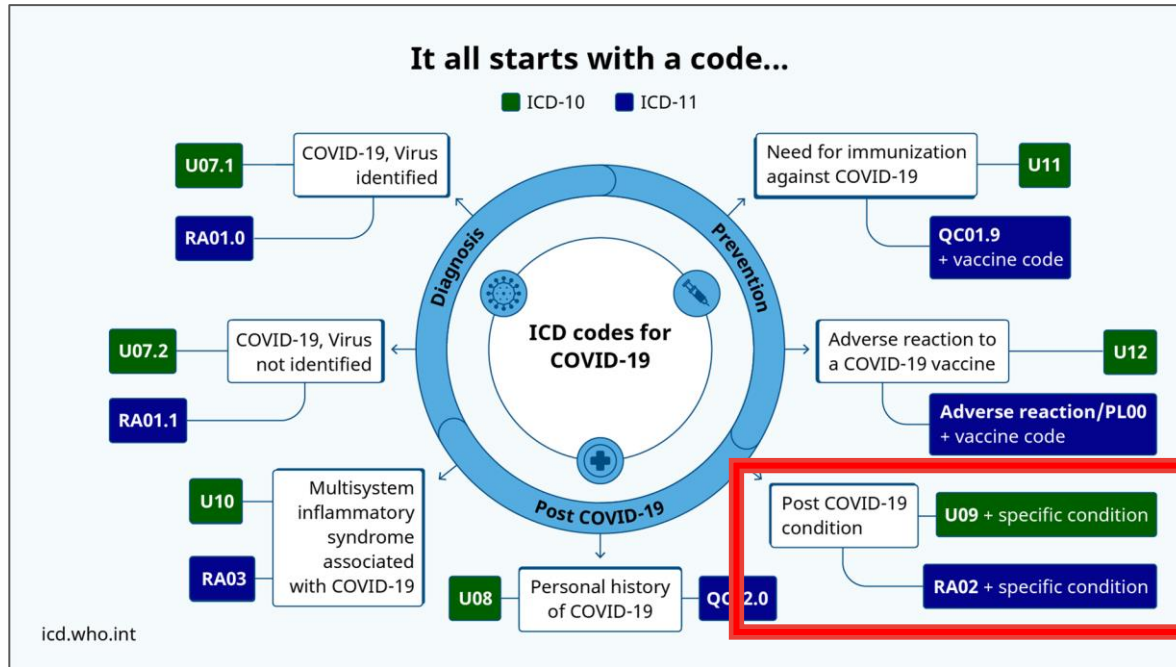 It all starts with a code...
ICD-10
ICD-11
U07.1
COVID-19, Virus
identified
RA01.0
Need for immunization
against COVID-19
U11
QC01.9
+ vaccine code
Diagnosis
Prevention
Post COVID-19
ICD codes for
COVID-19
U07.2
COVID-19, Virus
not identified
RA01.1
Adverse reaction to
a COVID-19 vaccine
U12
Adverse reaction/PL00
+ vaccine code
U10
Multisystem
inflammatory
syndrome
associated
with COVID-19
RA03
U08
Personal history
of COVID-19
Post COVID-19
condition
U09 + specific condition
RA02 + specific condition
icd.who.int